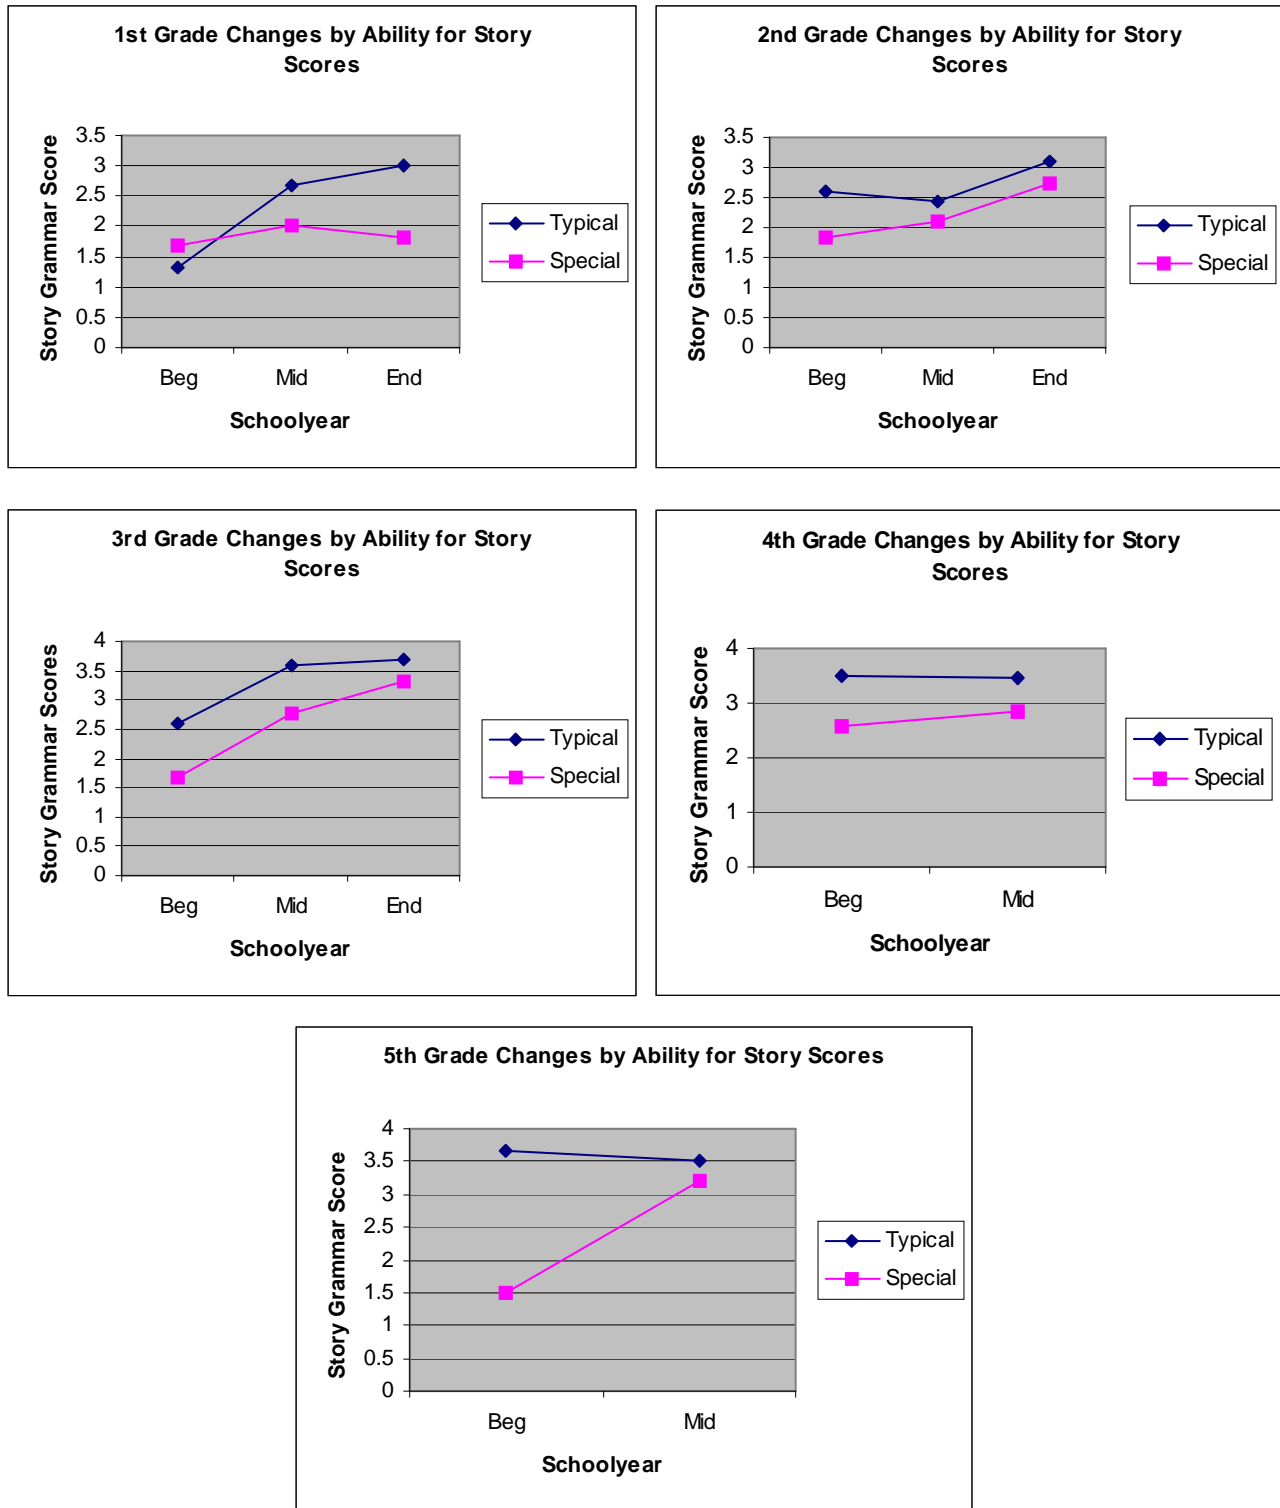 1st Grade Changes by Ability for Story
Scores
Story Grammar Score
3.5
3
2.5
2
1.5
1
0.5
0
Beg Mid End
Schoolyear
Typical
Special
2nd Grade Changes by Ability for Story
Scores
Story Grammar Score
3.5
3
2.5
2
1.5
1
0.5
0
Beg Mid End
Schoolyear
Typical
Special
3rd Grade Changes by Ability for Story
Scores
Story Grammar Scores
4
3.5
3
2.5
2
1.5
1
0.5
0
Beg Mid End
Schoolyear
Typical
Special
4th Grade Changes by Ability for Story
Scores
Story Grammar Score
4
3
2
1
0
Beg Mid
Schoolyear
Typical
Special
5th Grade Changes by Ability for Story Scores
Story Grammar Score
4
3.5
3
2.5
2
1.5
1
0.5
0
Beg Mid
Schoolyear
Typical
Special